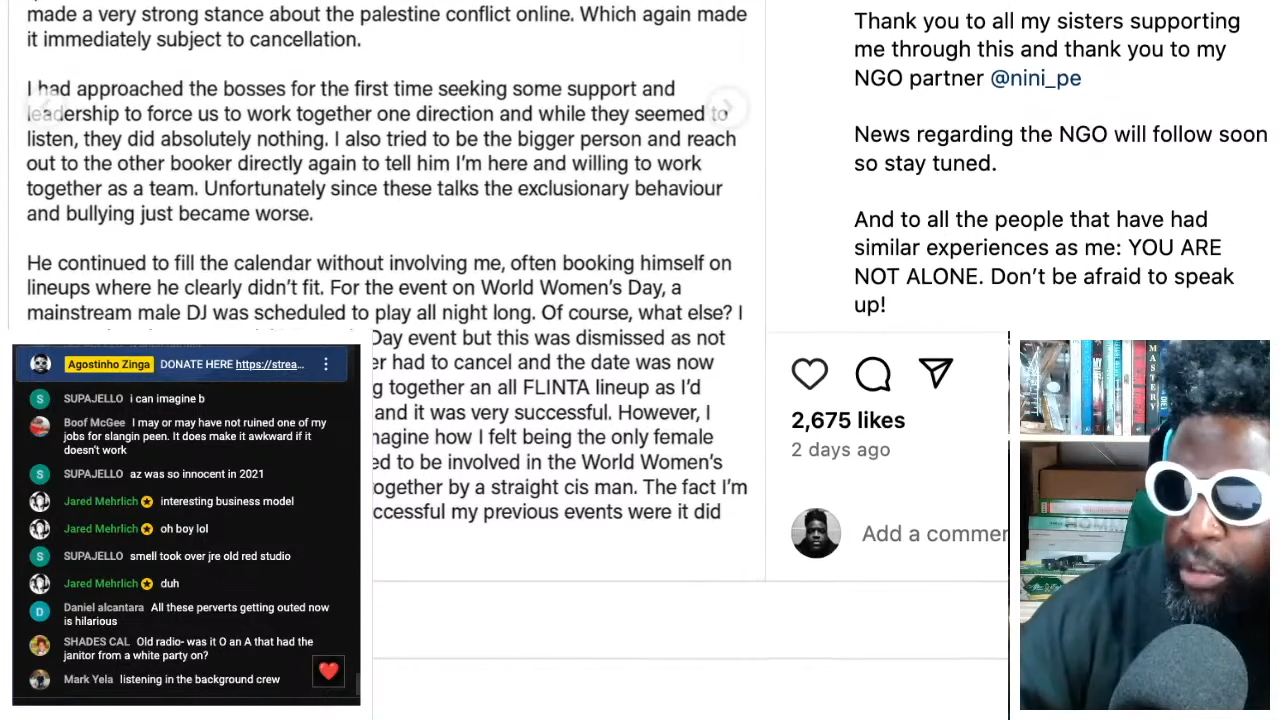 made a very strong stance about the palestine conflict online. Which again made
it immediately subject to cancellation.
I had approached the bosses for the first time seeking some support and
leadership to force us to work together one direction and while they seemed to
listen, they did absolutely nothing. I also tried to be the bigger person and reach
out to the other booker directly again to tell him I'm here and willing to work
together as a team. Unfortunately since these talks the exclusionary behaviour
and bullying just became worse.
He continued to fill the calendar without involving me, often booking himself on
lineups where he clearly didn't fit. For the event on World Women's Day, a
mainstream male DJ was scheduled to play all night long. Of course, what else? I
Day event but this was dismissed as not
er had to cancel and the date was now
g together an all FLINTA lineup as I'd
and it was very successful. However, I
nagine how I felt being the only female
ed to be involved in the World Women's
ogether by a straight cis man. The fact I'm
ccessful my previous events were it did
Thank you to all my sisters supporting
me through this and thank you to my
NGO partner @nini_pe
News regarding the NGO will follow soon
so stay tuned.
And to all the people that have had
similar experiences as me: YOU ARE
NOT ALONE. Don't be afraid to speak
up!
2,675 likes
2 days ago
Add a commer
Agostinho Zinga DONATE HERE https://strea...
S SUPAJELLO i can imagine b
Boof McGee I may or may have not ruined one of my
jobs for slangin peen. It does make it awkward if it
doesn't work
S SUPAJELLO az was so innocent in 2021
Jared Mehrlich interesting business model
Jared Mehrlich oh boy lol
S SUPAJELLO smell took over jre old red studio
Jared Mehrlich duh
D Daniel alcantara All these perverts getting outed now
is hilarious
SHADES CAL Old radio- was it O an A that had the
janitor from a white party on?
Mark Yela listening in the background crew
MASTERY